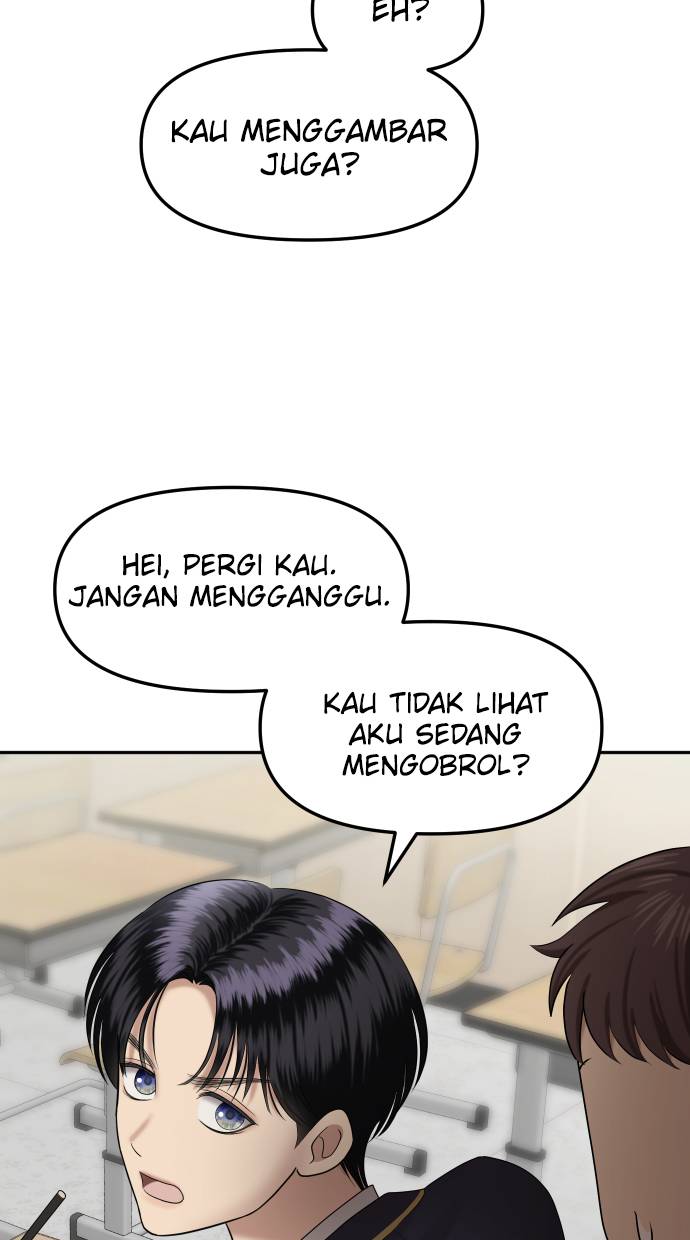 EH?
KAU MENGGAMBAR
JUGA?
HEI, PERGI KAU.
JANGAN MENGGANGGU.
KAU TIDAK LIHAT
AKU SEDANG
MENGOBROL?